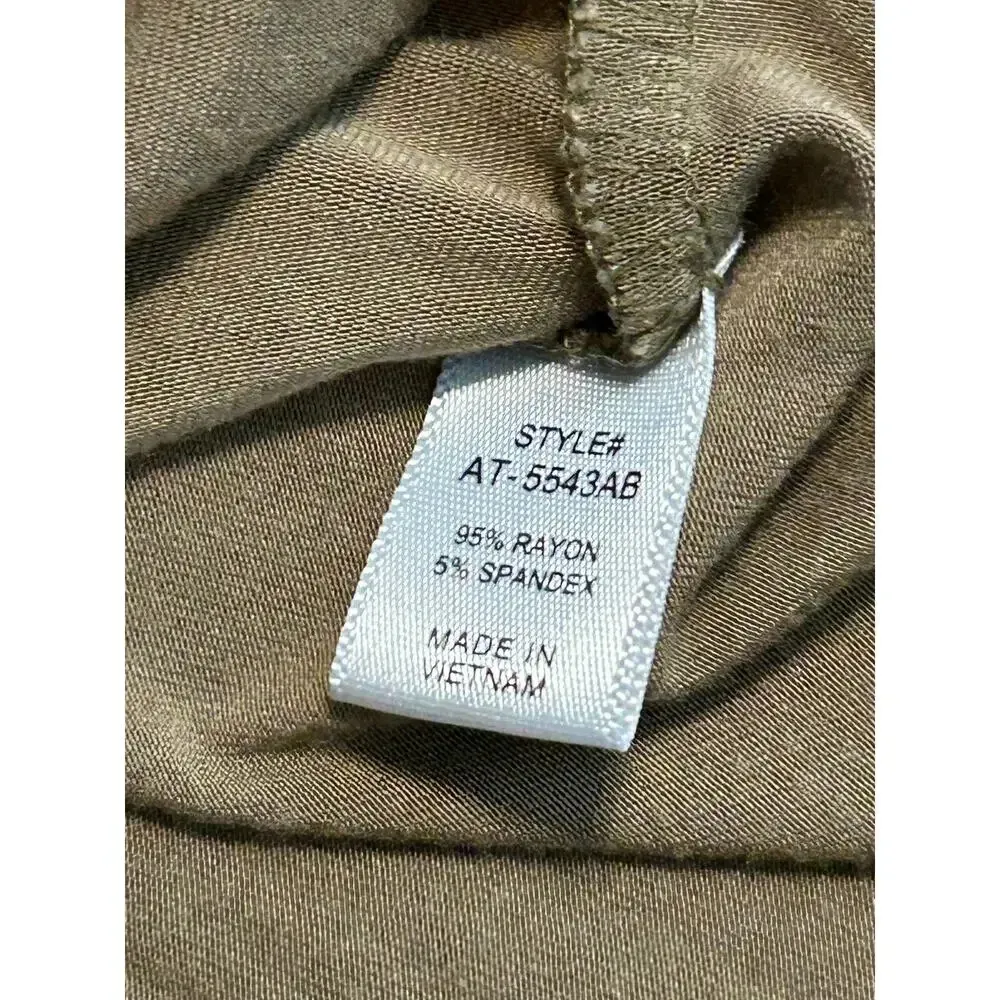 STYLE#
AT-5543AB
95% RAYON
5% SPANDEX
MADE IN
VIETNAM